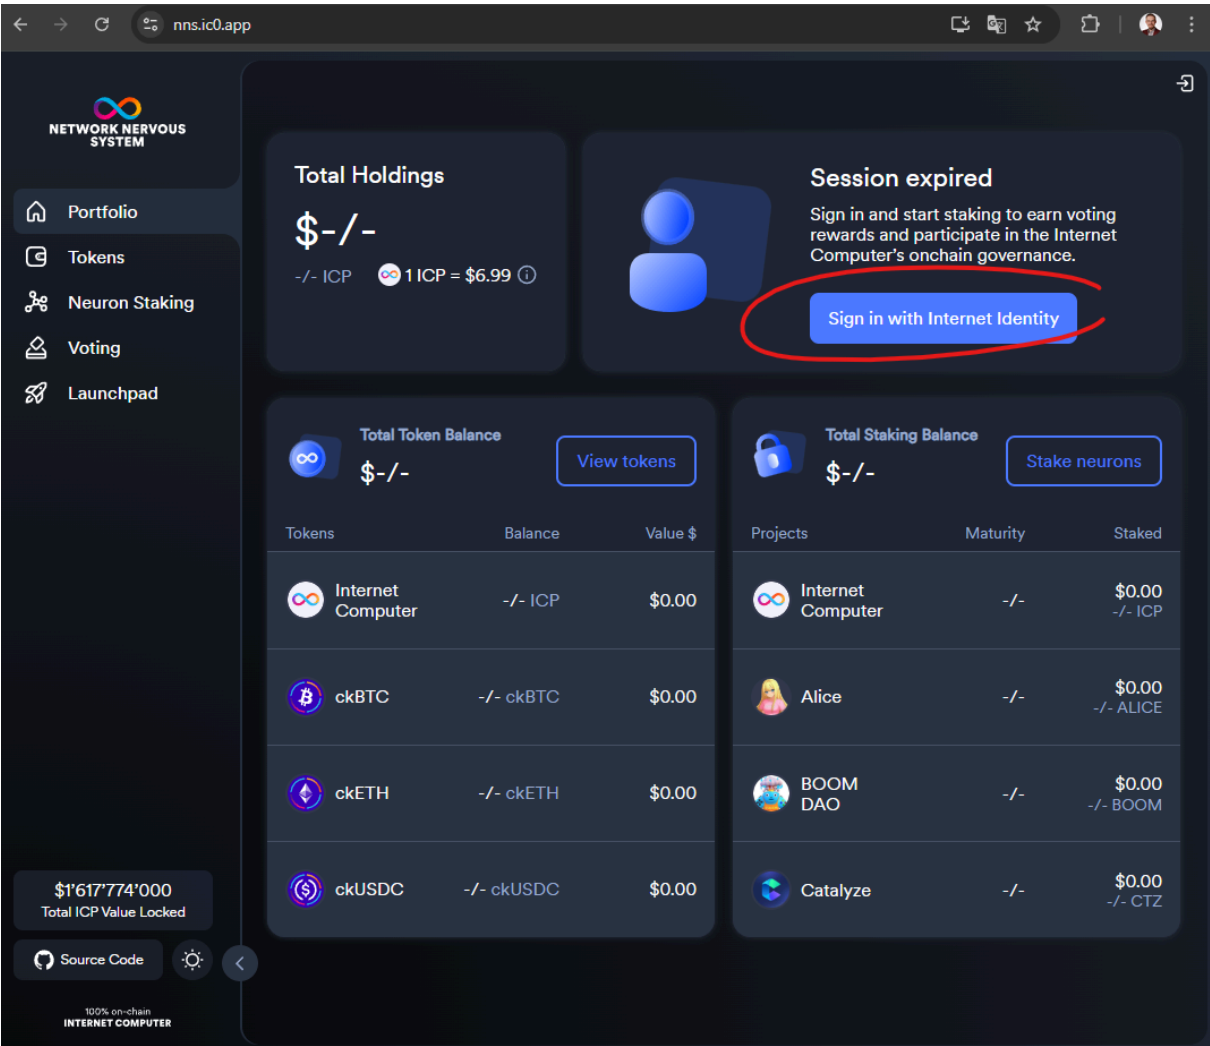 nns.ic0.app
NETWORK NERVOUS
SYSTEM
Portfolio
Tokens
Neuron Staking
Voting
Launchpad
Total Holdings
$-/-
-/- ICP
1 ICP = $6.99
Session expired
Sign in and start staking to earn voting
rewards and participate in the Internet
Computer's onchain governance.
Sign in with Internet Identity
Total Token Balance
$-/-
View tokens
Tokens Balance Value $
Internet
Computer
-/- ICP $0.00
ckBTC -/- ckBTC $0.00
ckETH -/- ckETH $0.00
ckUSDC -/- ckUSDC $0.00
Total Staking Balance
$-/-
Stake neurons
Projects Maturity Staked
Internet
Computer
-/- $0.00
-/- ICP
Alice -/- $0.00
-/- ALICE
BOOM
DAO
-/- $0.00
-/- BOOM
Catalyze -/- $0.00
-/- CTZ
$1'617'774'000
Total ICP Value Locked
Source Code
100% on-chain
INTERNET COMPUTER